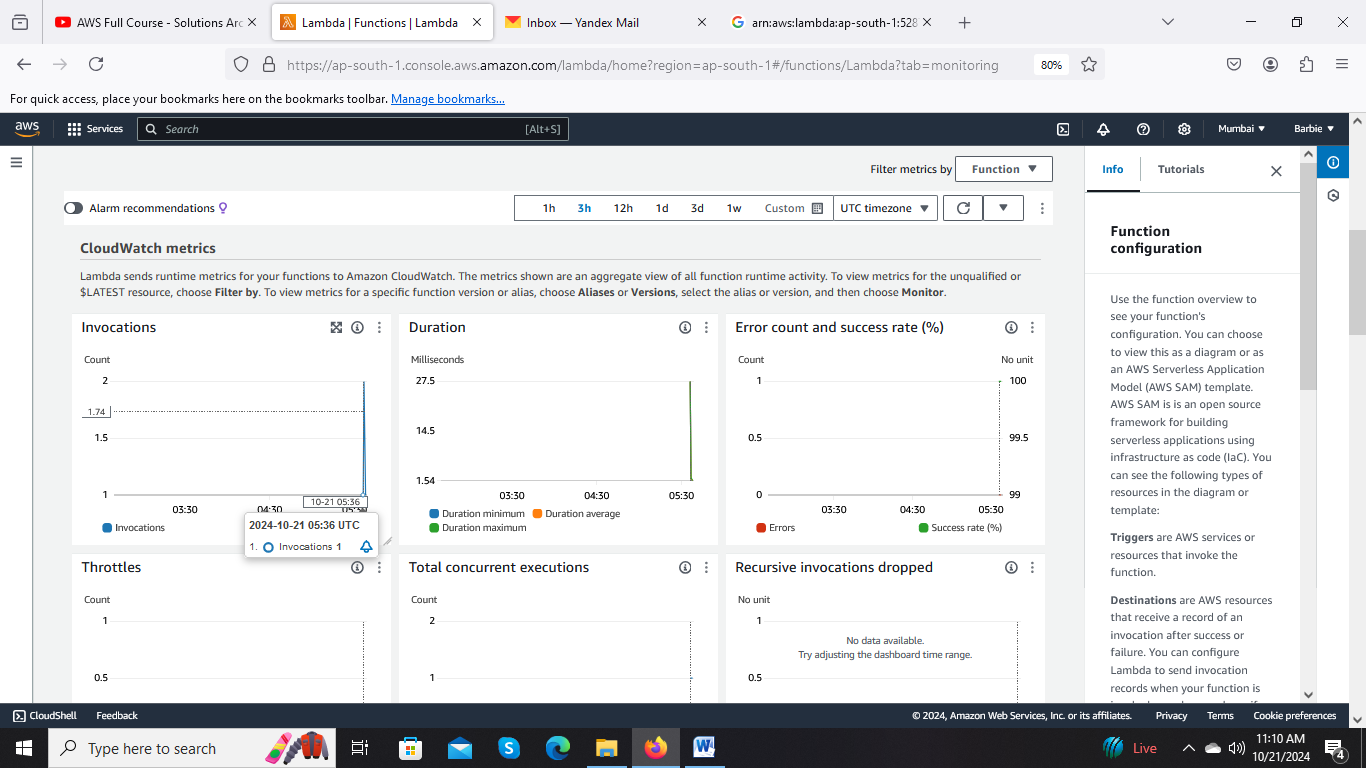 AWS Full Course - Solutions Arc
Lambda | Functions | Lambda
Inbox — Yandex Mail
arn:aws:lambda:ap-south-1:528
https://ap-south-1.console.aws.amazon.com/lambda/home?region=ap-south-1#/functions/Lambda?tab=monitoring
80%
For quick access, place your bookmarks here on the bookmarks toolbar. Manage bookmarks...
aws
Services
Search
[Alt+S]
Mumbai
Barbie
Filter metrics by
Function
Alarm recommendations
1h 3h 12h 1d 3d 1w Custom
UTC timezone
CloudWatch metrics
Lambda sends runtime metrics for your functions to Amazon CloudWatch. The metrics shown are an aggregate view of all function runtime activity. To view metrics for the unqualified or
$LATEST resource, choose Filter by. To view metrics for a specific function version or alias, choose Aliases or Versions, select the alias or version, and then choose Monitor.
Invocations
Count
2
1.74
1.5
1
10-21 05:36
03:30 04:30 05:30
Invocations
2024-10-21 05:36 UTC
1. Invocations 1
Duration
Milliseconds
27.5
14.5
1.54
03:30 04:30 05:30
Duration minimum Duration average
Duration maximum
Error count and success rate (%)
Count No unit
1 100
0.5 99.5
0 99
03:30 04:30 05:30
Errors Success rate (%)
Throttles
Count
1
0.5
Total concurrent executions
Count
2
1
Recursive invocations dropped
No unit
1
No data available.
Try adjusting the dashboard time range.
0.5
Info
Tutorials
Function
configuration
Use the function overview to
see your function's
configuration. You can choose
to view this as a diagram or as
an AWS Serverless Application
Model (AWS SAM) template.
AWS SAM is is an open source
framework for building
serverless applications using
infrastructure as code (IaC). You
can see the following types of
resources in the diagram or
template:
Triggers are AWS services or
resources that invoke the
function.
Destinations are AWS resources
that receive a record of an
invocation after success or
failure. You can configure
Lambda to send invocation
records when your function is
CloudShell
Feedback
© 2024, Amazon Web Services, Inc. or its affiliates.
Privacy
Terms
Cookie preferences
Type here to search
Live
11:10 AM
10/21/2024
4